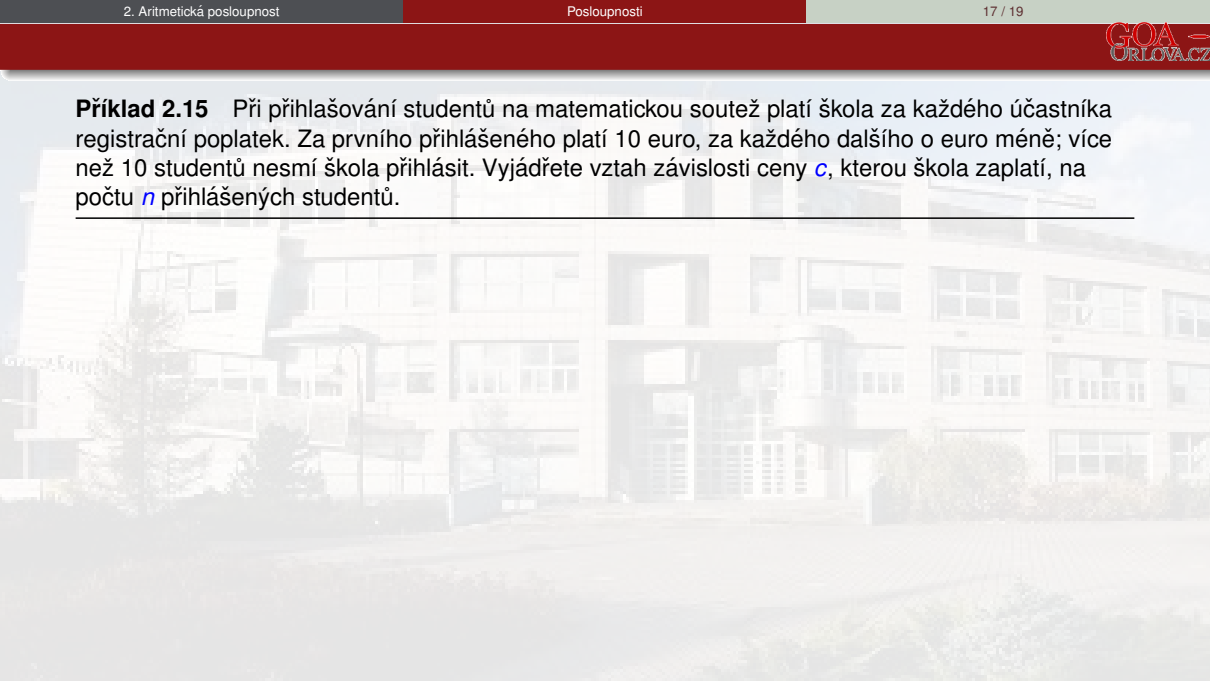 2. Aritmetická posloupnost
Posloupnosti
17 / 19
GOA –
ORLOVA.CZ
Příklad 2.15 Při přihlašování studentů na matematickou soutež platí škola za každého účastníka
registrační poplatek. Za prvního přihlášeného platí 10 euro, za každého dalšího o euro méně; více
než 10 studentů nesmí škola přihlásit. Vyjádřete vztah závislosti ceny c, kterou škola zaplatí, na
počtu n přihlášených studentů.